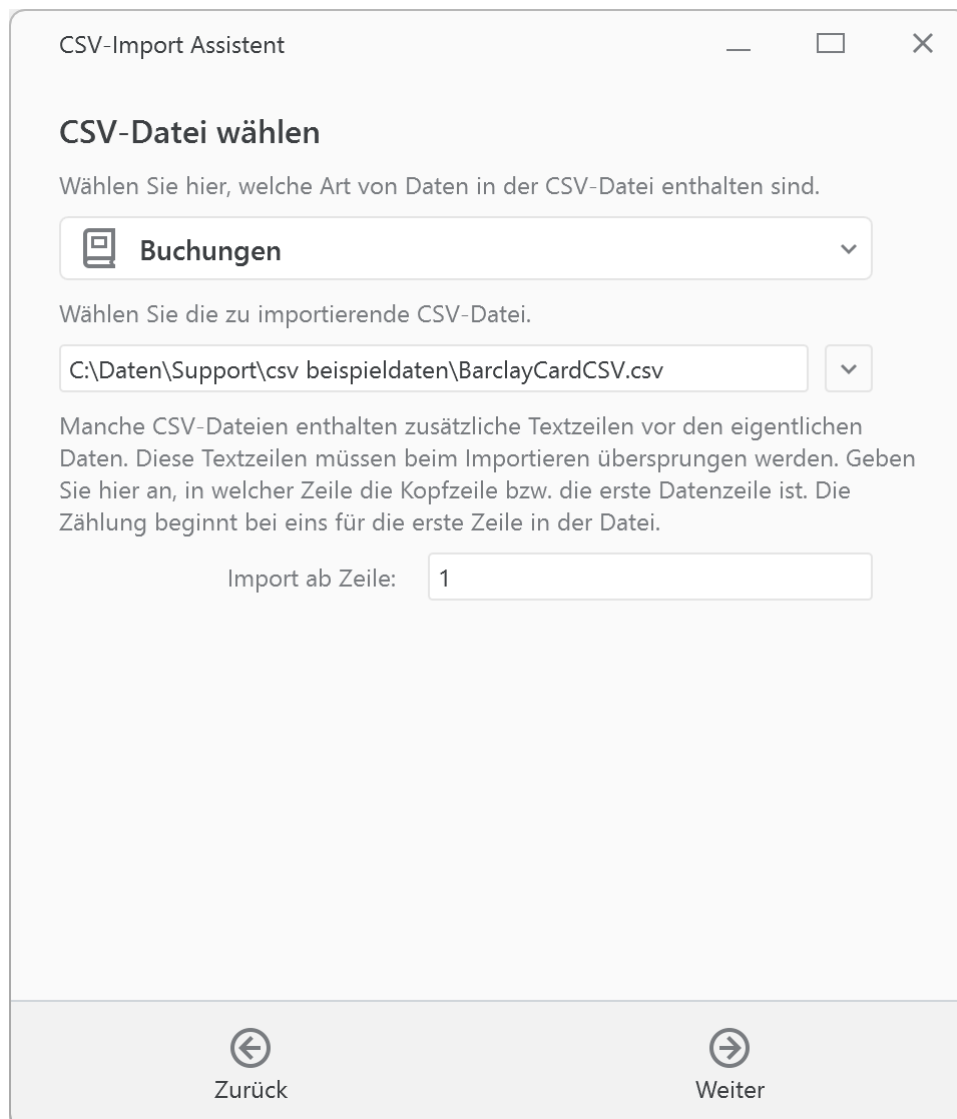 CSV-Import Assistent
CSV-Datei wählen
Wählen Sie hier, welche Art von Daten in der CSV-Datei enthalten sind.
Buchungen
Wählen Sie die zu importierende CSV-Datei.
C:\Daten\Support\csv beispieldaten\BarclayCardCSV.csv
Manche CSV-Dateien enthalten zusätzliche Textzeilen vor den eigentlichen
Daten. Diese Textzeilen müssen beim Importieren übersprungen werden. Geben
Sie hier an, in welcher Zeile die Kopfzeile bzw. die erste Datenzeile ist. Die
Zählung beginnt bei eins für die erste Zeile in der Datei.
Import ab Zeile: 1
Zurück Weiter